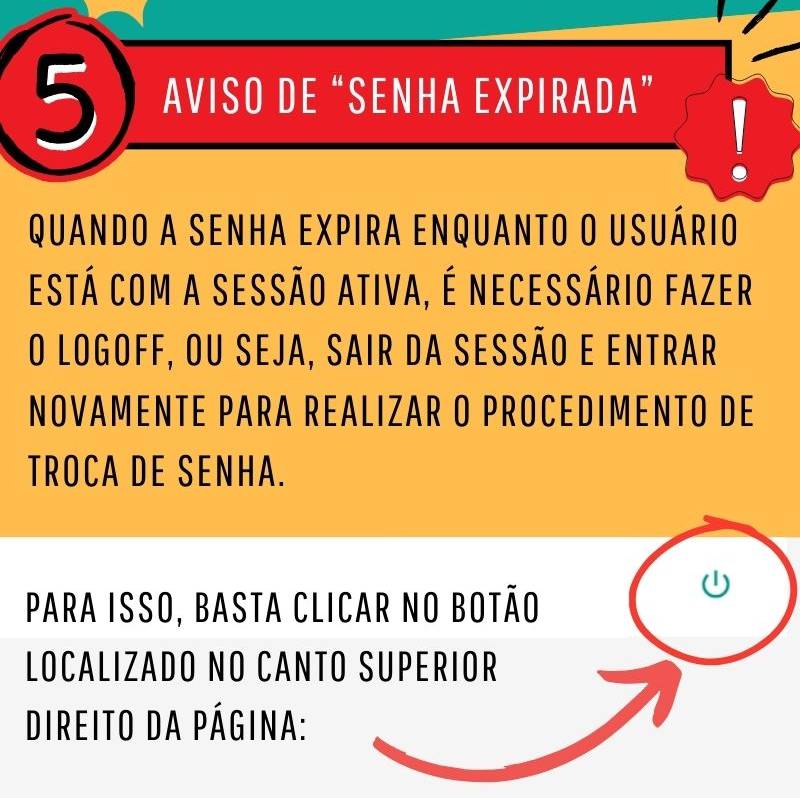 5
AVISO DE “SENHA EXPIRADA”
!
QUANDO A SENHA EXPIRA ENQUANTO O USUÁRIO
ESTÁ COM A SESSÃO ATIVA, É NECESSÁRIO FAZER
O LOGOFF, OU SEJA, SAIR DA SESSÃO E ENTRAR
NOVAMENTE PARA REALIZAR O PROCEDIMENTO DE
TROCA DE SENHA.
PARA ISSO, BASTA CLICAR NO BOTÃO
LOCALIZADO NO CANTO SUPERIOR
DIREITO DA PÁGINA: